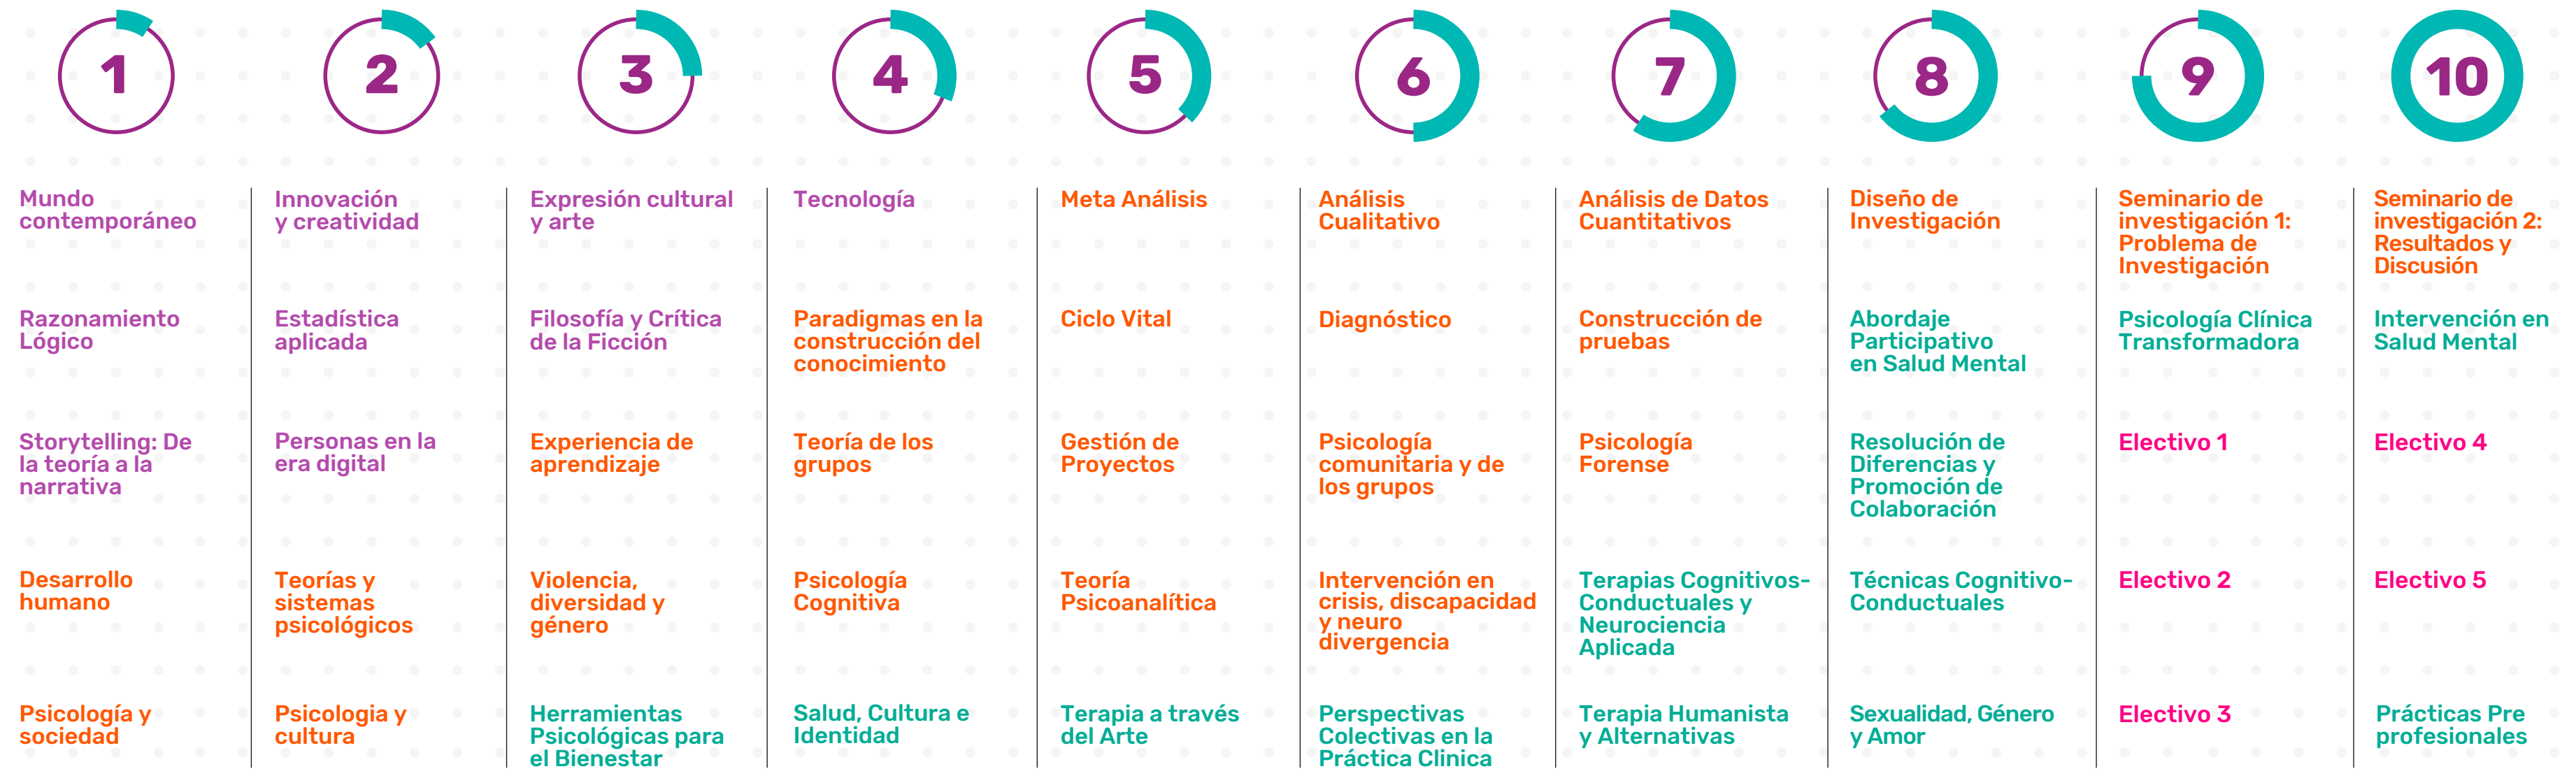 1
Mundo
contemporáneo
Razonamiento
Lógico
Storytelling: De
la teoría a la
narrativa
Desarrollo
humano
Psicología y
sociedad
2
Innovación
y creatividad
Estadística
aplicada
Personas en la
era digital
Teorías y
sistemas
psicológicos
Psicologia y
cultura
3
Expresión cultural
y arte
Filosofía y Crítica
de la Ficción
Experiencia de
aprendizaje
Violencia,
diversidad y
género
Herramientas
Psicológicas para
el Bienestar
4
Tecnología
Paradigmas en la
construcción del
conocimiento
Teoría de los
grupos
Psicología
Cognitiva
Salud, Cultura e
Identidad
5
Meta Análisis
Ciclo Vital
Gestión de
Proyectos
Teoría
Psicoanalítica
Terapia a través
del Arte
6
Análisis
Cualitativo
Diagnóstico
Psicología
comunitaria y de
los grupos
Intervención en
crisis, discapacidad
y neuro
divergencia
Perspectivas
Colectivas en la
Práctica Clinica
7
Análisis de Datos
Cuantitativos
Construcción de
pruebas
Psicología
Forense
Terapias Cognitivos-
Conductuales y
Neurociencia
Aplicada
Terapia Humanista
y Alternativas
8
Diseño de
Investigación
Abordaje
Participativo
en Salud Mental
Resolución de
Diferencias y
Promoción de
Colaboración
Técnicas Cognitivo-
Conductuales
Sexualidad, Género
y Amor
9
Seminario de
investigación 1:
Problema de
Investigación
Psicología Clínica
Transformadora
Electivo 1
Electivo 2
Electivo 3
10
Seminario de
investigación 2:
Resultados y
Discusión
Intervención en
Salud Mental
Electivo 4
Electivo 5
Prácticas Pre
profesionales